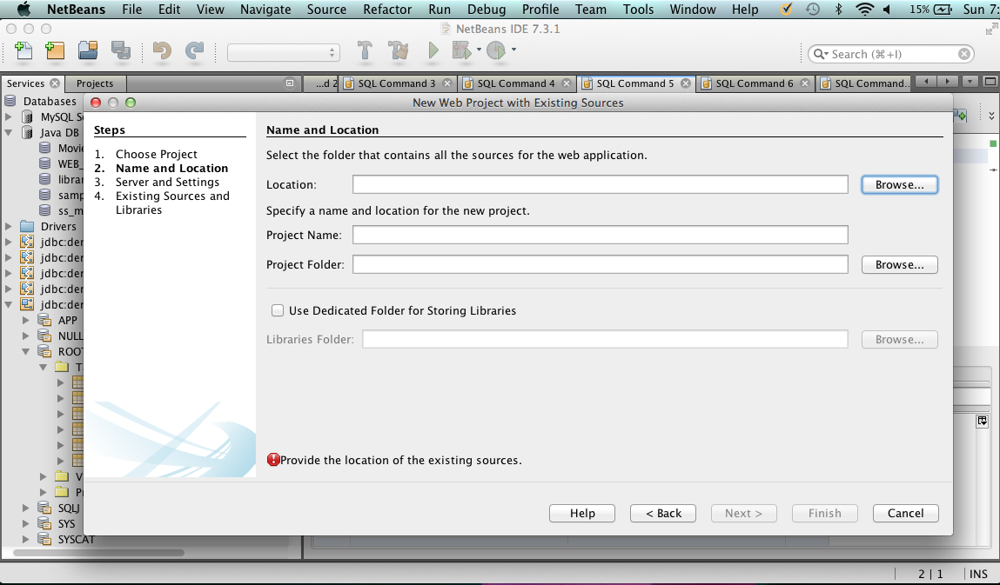 NetBeans File Edit View Navigate Source Refactor Run Debug Profile Team Tools Window Help 15% Sun 7:
NetBeans IDE 7.3.1
Search (⌘+I)
Services Projects ...d 2 SQL Command 3 SQL Command 4 SQL Command 5 SQL Command 6 SQL Command...
Databases
MySQL S
Java DB
Movi
WEB_
librar
samp
ss_m
Drivers
jdbc:der
jdbc:der
jdbc:der
jdbc:der
jdbc:der
APP
NULL
ROOT
T
V
P
SQLJ
SYS
SYSCAT
New Web Project with Existing Sources
Steps
1. Choose Project
2. Name and Location
3. Server and Settings
4. Existing Sources and
Libraries
Name and Location
Select the folder that contains all the sources for the web application.
Location: Browse...
Specify a name and location for the new project.
Project Name:
Project Folder: Browse...
Use Dedicated Folder for Storing Libraries
Libraries Folder: Browse...
Provide the location of the existing sources.
Help < Back Next > Finish Cancel
2 | 1 INS